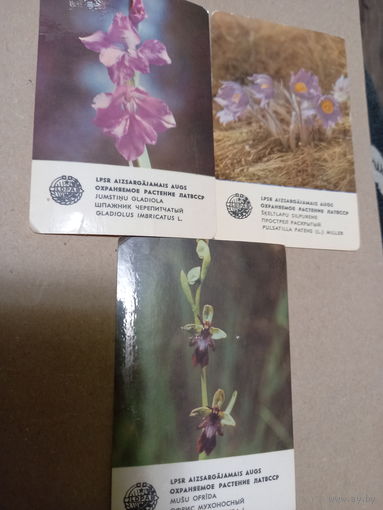 LPSR AIZSARGĀJAMAIS AUGS
ОХРАНЯЕМОЕ РАСТЕНИЕ ЛАТВССР
JUMSTIŅU GLADIOLA
ШПАЖНИК ЧЕРЕПИТЧАТЫЙ
GLADIOLUS IMBRICATUS L.
LPSR AIZSARGĀJAMAIS AUGS
ОХРАНЯЕМОЕ РАСТЕНИЕ ЛАТВССР
ŠĶELTLAPU SILPURENE
ПРОСТРЕЛ РАСКРЫТЫЙ
PULSATILLA PATENS (L.) MILLER
LPSR AIZSARGĀJAMAIS AUGS
ОХРАНЯЕМОЕ РАСТЕНИЕ ЛАТВССР
MUŠU OFRĪDA
ОФРИС МУХОНОСНЫЙ